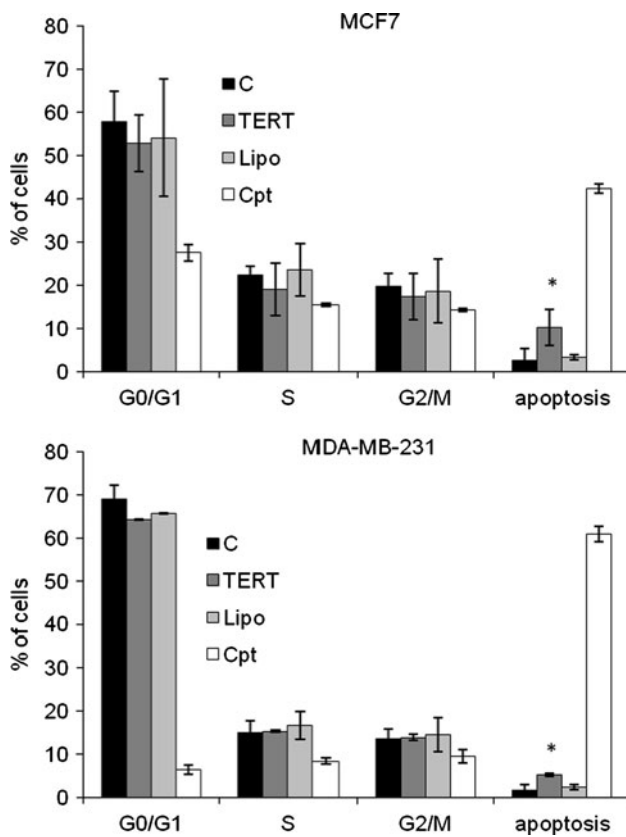 MCF7
80
70
60
50
40
30
20
10
0
% of cells
C
TERT
Lipo
Cpt
*
G0/G1 S G2/M apoptosis
MDA-MB-231
80
70
60
50
40
30
20
10
0
% of cells
C
TERT
Lipo
Cpt
*
G0/G1 S G2/M apoptosis